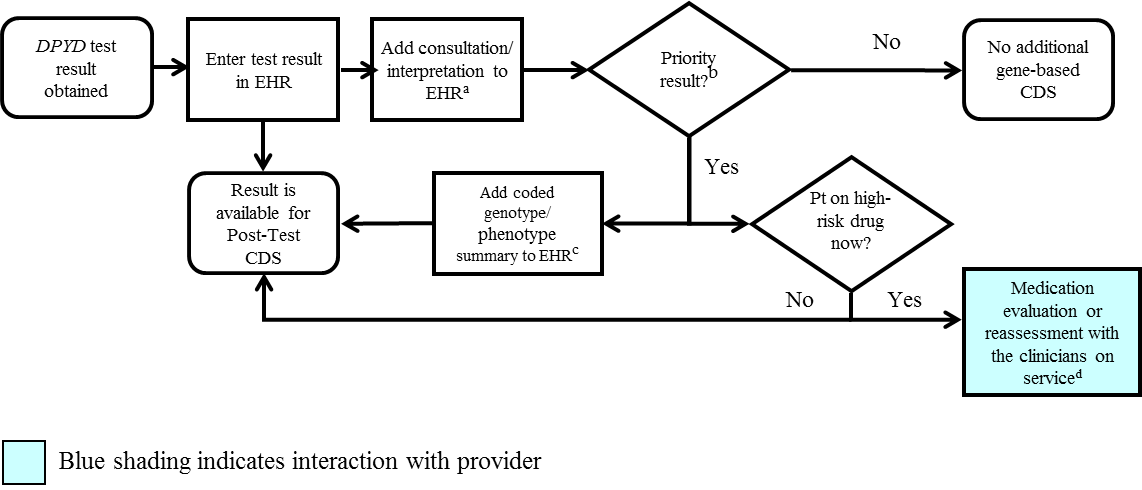 DPYD test
result
obtained
Enter test result
in EHR
Add consultation/
interpretation to
EHRa
Priority
result?b
No
No additional
gene-based
CDS
Yes
Result is
available for
Post-Test
CDS
Add coded
genotype/
phenotype
summary to EHRc
Pt on high-
risk drug
now?
No
Yes
Medication
evaluation or
reassessment with
the clinicians on
serviced
Blue shading indicates interaction with provider